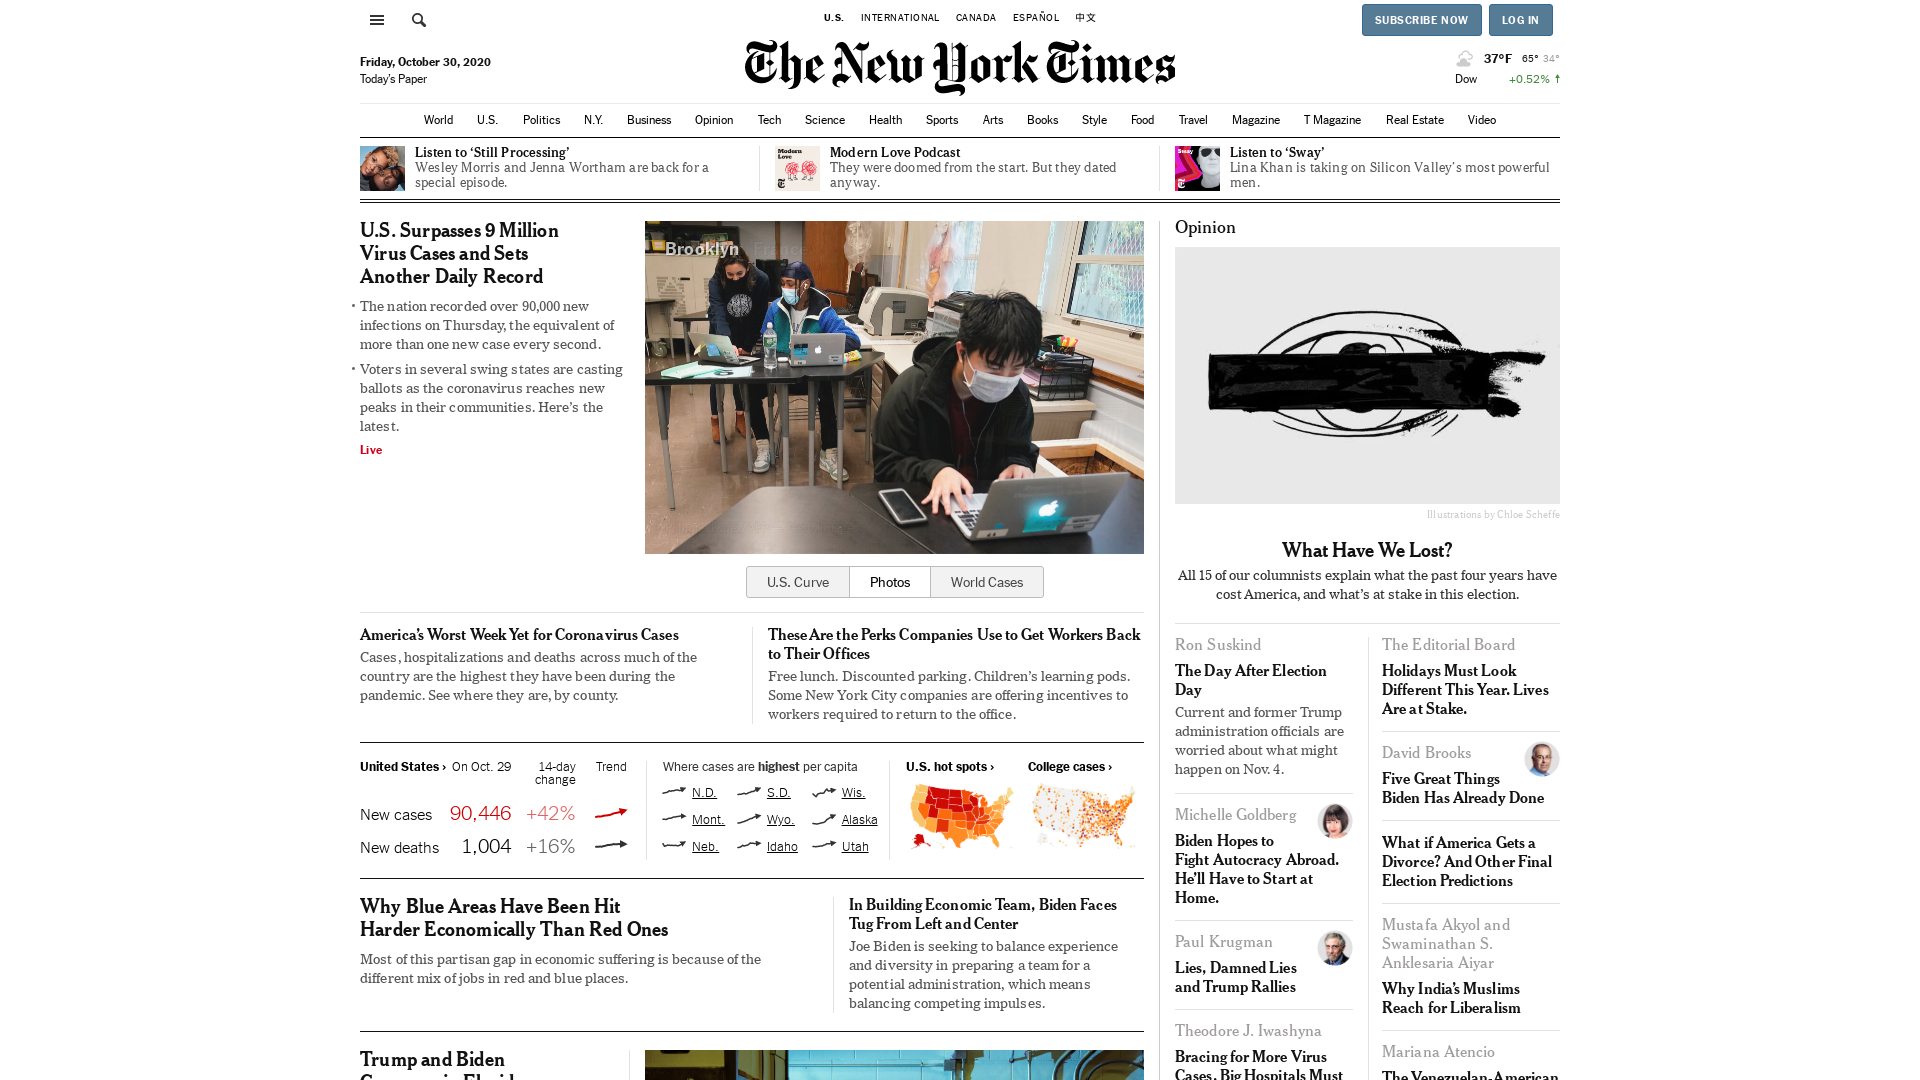 U.S.
INTERNATIONAL
CANADA
ESPAÑOL
中文
SUBSCRIBE NOW
LOG IN
Friday, October 30, 2020
Today's Paper
The New York Times
37°F 65° 34°
Dow +0.52% ↑
World U.S. Politics N.Y. Business Opinion Tech Science Health Sports Arts Books Style Food Travel Magazine T Magazine Real Estate Video
Listen to ‘Still Processing’
Wesley Morris and Jenna Wortham are back for a
special episode.
Modern
Love
Modern Love Podcast
They were doomed from the start. But they dated
anyway.
Sway
Listen to ‘Sway’
Lina Khan is taking on Silicon Valley’s most powerful
men.
U.S. Surpasses 9 Million
Virus Cases and Sets
Another Daily Record
• The nation recorded over 90,000 new
infections on Thursday, the equivalent of
more than one new case every second.
• Voters in several swing states are casting
ballots as the coronavirus reaches new
peaks in their communities. Here’s the
latest.
Live
Brooklyn France
U.S. Curve
Photos
World Cases
America’s Worst Week Yet for Coronavirus Cases
Cases, hospitalizations and deaths across much of the
country are the highest they have been during the
pandemic. See where they are, by county.
These Are the Perks Companies Use to Get Workers Back
to Their Offices
Free lunch. Discounted parking. Children’s learning pods.
Some New York City companies are offering incentives to
workers required to return to the office.
United States › On Oct. 29 14-day
change Trend
New cases 90,446 +42%
New deaths 1,004 +16%
Where cases are highest per capita
N.D. S.D. Wis.
Mont. Wyo. Alaska
Neb. Idaho Utah
U.S. hot spots ›
College cases ›
Why Blue Areas Have Been Hit
Harder Economically Than Red Ones
Most of this partisan gap in economic suffering is because of the
different mix of jobs in red and blue places.
In Building Economic Team, Biden Faces
Tug From Left and Center
Joe Biden is seeking to balance experience
and diversity in preparing a team for a
potential administration, which means
balancing competing impulses.
Trump and Biden
Opinion
Illustrations by Chloe Scheffe
What Have We Lost?
All 15 of our columnists explain what the past four years have
cost America, and what’s at stake in this election.
Ron Suskind
The Day After Election
Day
Current and former Trump
administration officials are
worried about what might
happen on Nov. 4.
Michelle Goldberg
Biden Hopes to
Fight Autocracy Abroad.
He’ll Have to Start at
Home.
Paul Krugman
Lies, Damned Lies
and Trump Rallies
Theodore J. Iwashyna
Bracing for More Virus
Cases, Big Hospitals Must
The Editorial Board
Holidays Must Look
Different This Year. Lives
Are at Stake.
David Brooks
Five Great Things
Biden Has Already Done
What if America Gets a
Divorce? And Other Final
Election Predictions
Mustafa Akyol and
Swaminathan S.
Anklesaria Aiyar
Why India’s Muslims
Reach for Liberalism
Mariana Atencio
The Venezuelan-American